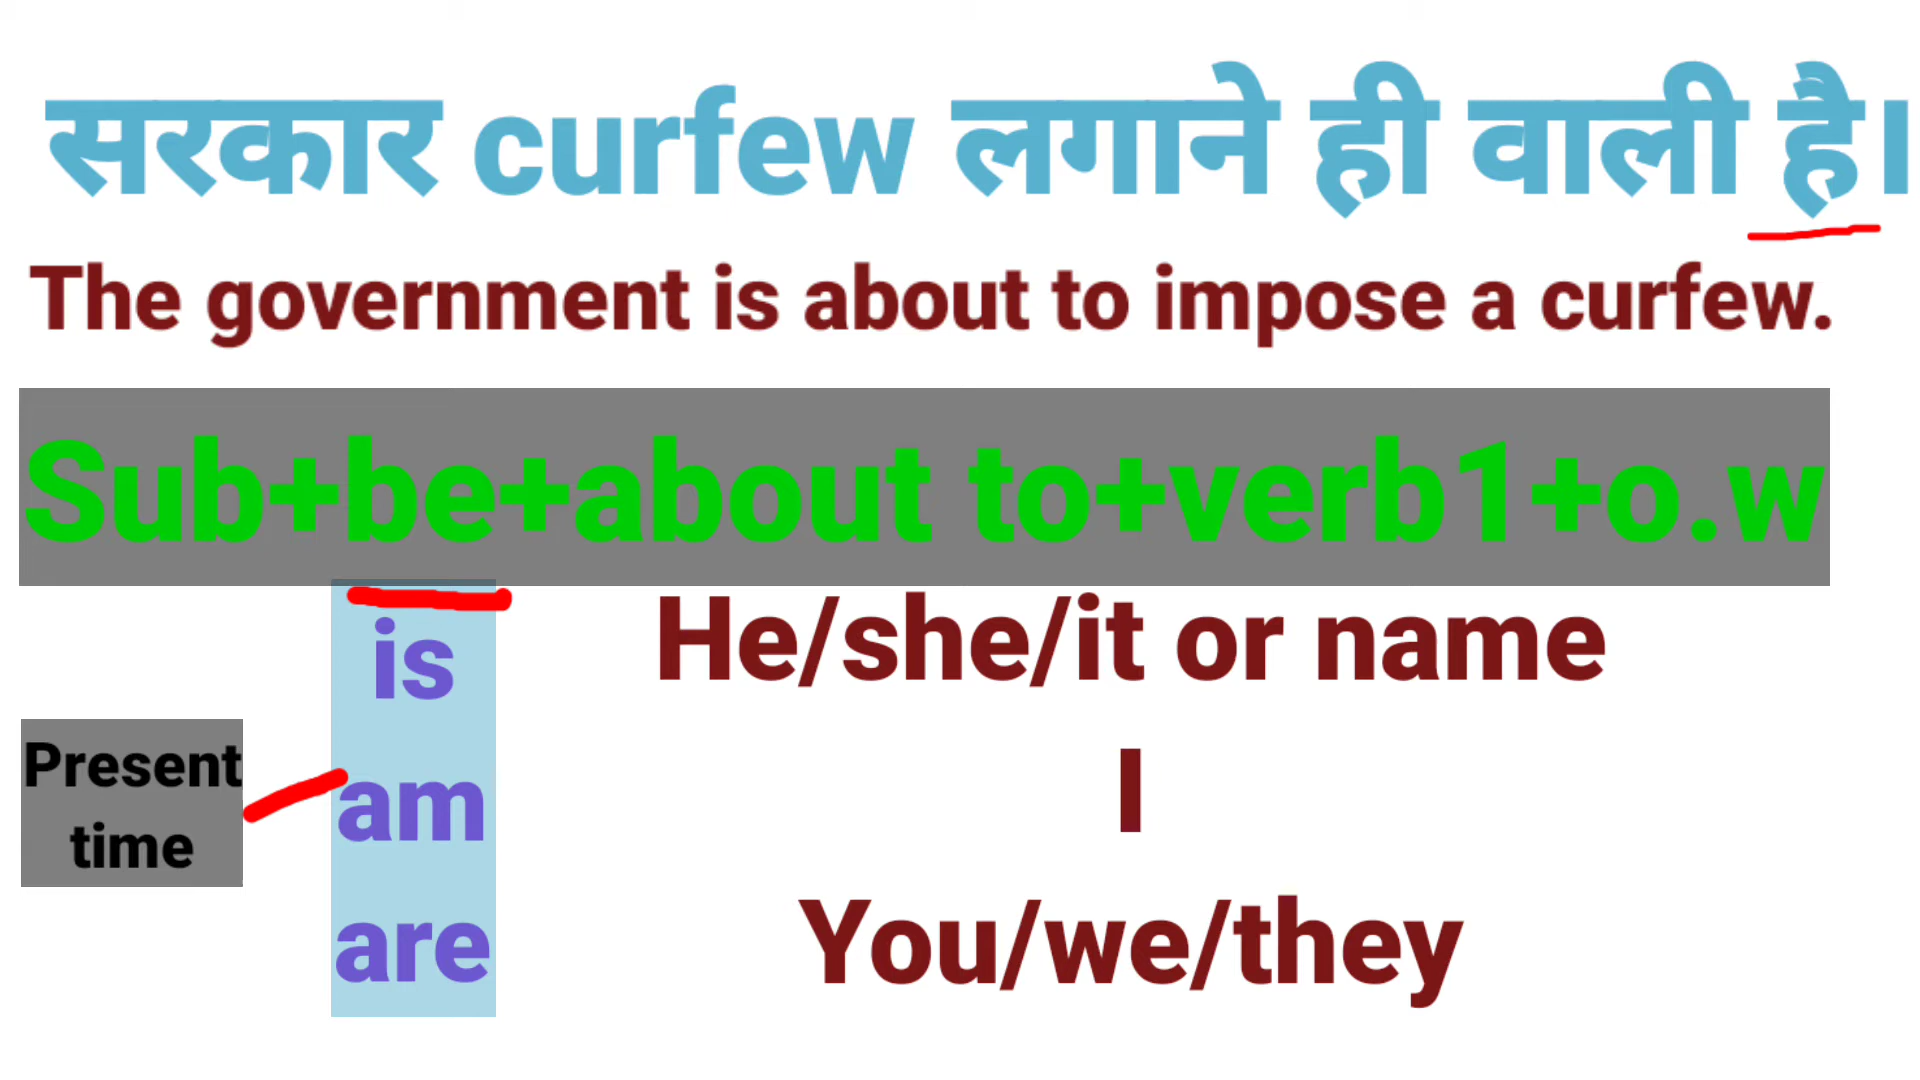 सरकार curfew लगाने ही वाली है।
The government is about to impose a curfew.
Sub+be+about to+verb1+o.w
is He/she/it or name
Present
time
am I
are You/we/they